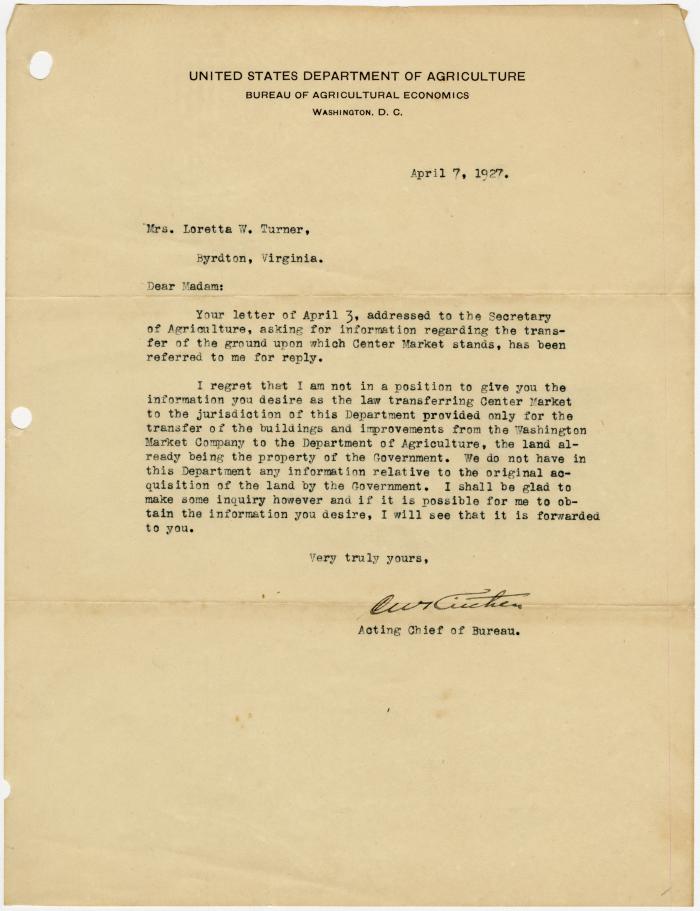 UNITED STATES DEPARTMENT OF AGRICULTURE
BUREAU OF AGRICULTURAL ECONOMICS
WASHINGTON, D. C.
April 7, 1927.
Mrs. Loretta W. Turner,
Byrdton, Virginia.
Dear Madam:
Your letter of April 3, addressed to the Secretary
of Agriculture, asking for information regarding the trans-
fer of the ground upon which Center Market stands, has been
referred to me for reply.
I regret that I am not in a position to give you the
information you desire as the law transferring Center Market
to the jurisdiction of this Department provided only for the
transfer of the buildings and improvements from the Washington
Market Company to the Department of Agriculture, the land al-
ready being the property of the Government. We do not have in
this Department any information relative to the original ac-
quisition of the land by the Government. I shall be glad to
make some inquiry however and if it is possible for me to ob-
tain the information you desire, I will see that it is forwarded
to you.
Very truly yours,
Acting Chief of Bureau.